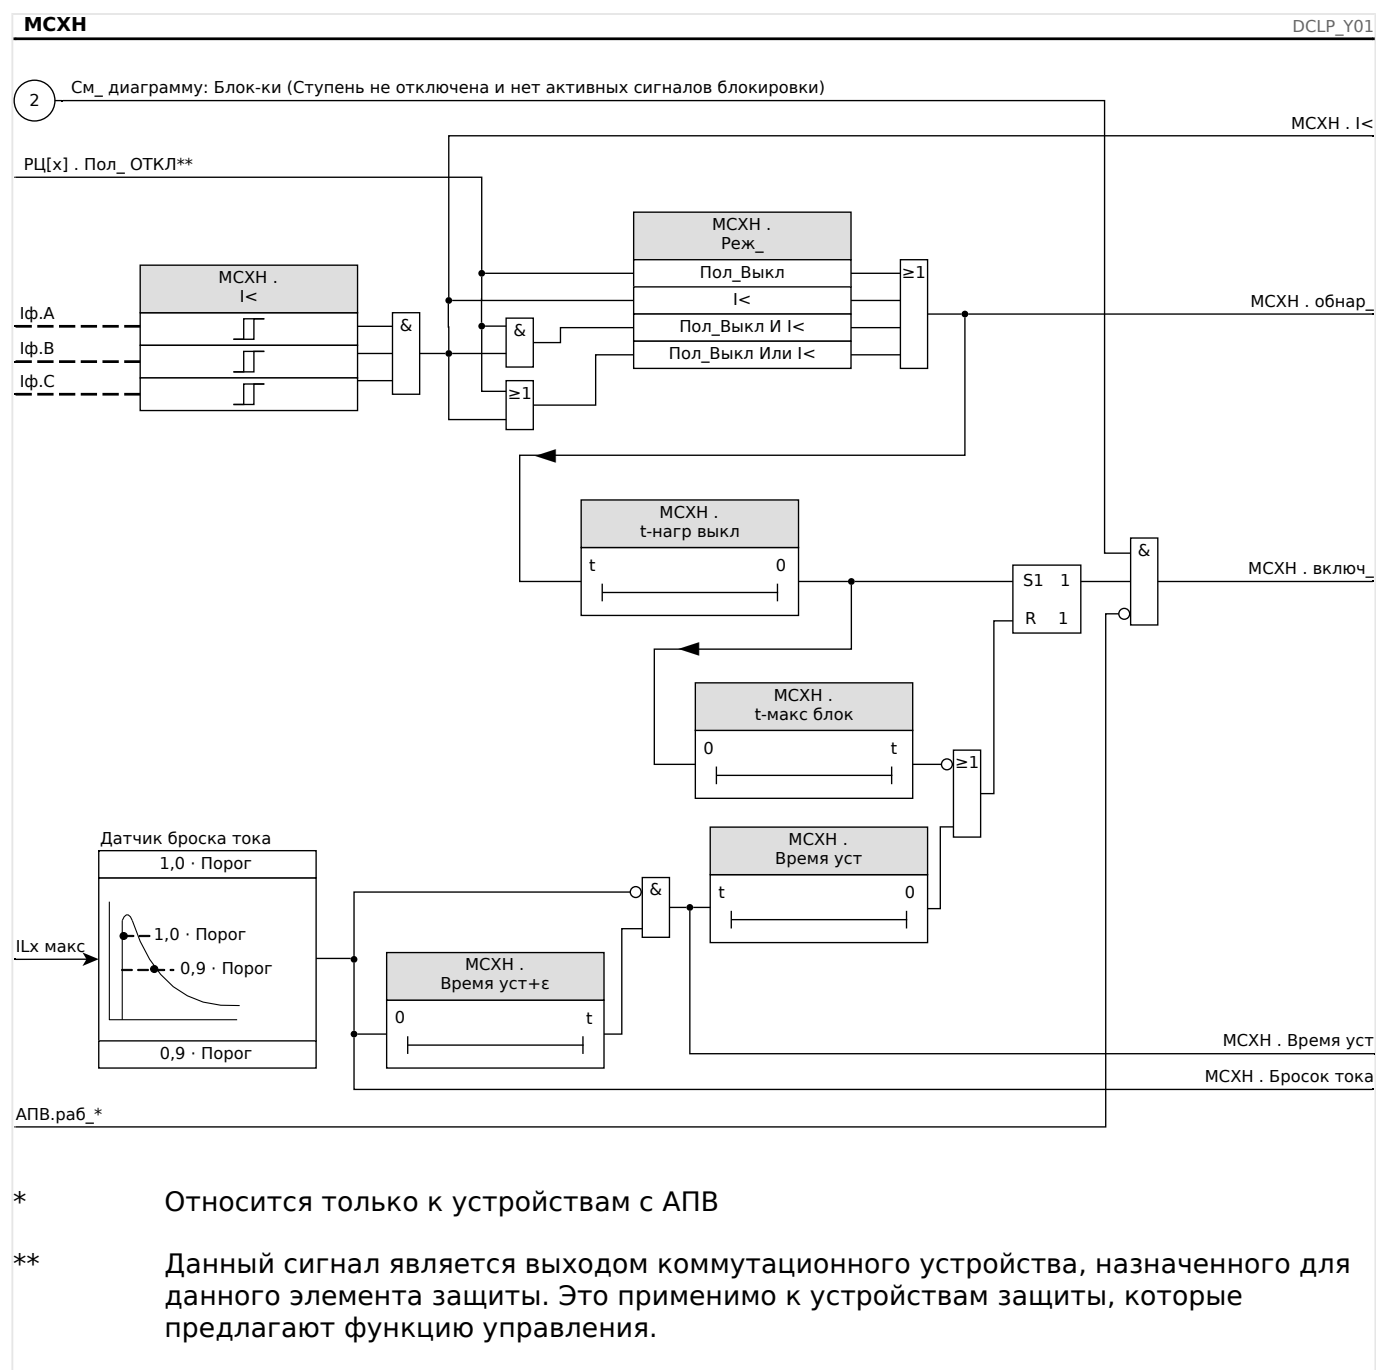 МСХН
DCLP_Y01
2
См_ диаграмму: Блок-ки (Ступень не отключена и нет активных сигналов блокировки)
МСХН . I<
РЦ[x] . Пол_ ОТКЛ**
МСХН .
Реж_
Пол_Выкл
I<
Пол_Выкл И I<
Пол_Выкл Или I<
≥1
МСХН . обнар_
МСХН .
I<
Iф.A
Iф.B
Iф.C
&
&
≥1
МСХН .
t-нагр выкл
t 0
S1 1
R 1
&
МСХН . включ_
МСХН .
t-макс блок
0 t
≥1
Датчик броска тока
1,0 · Порог
1,0 · Порог
0,9 · Порог
0,9 · Порог
ILx макс
&
МСХН .
Время уст
t 0
МСХН .
Время уст+ε
0 t
МСХН . Время уст
МСХН . Бросок тока
АПВ.раб_*
* Относится только к устройствам с АПВ
** Данный сигнал является выходом коммутационного устройства, назначенного для
данного элемента защиты. Это применимо к устройствам защиты, которые
предлагают функцию управления.